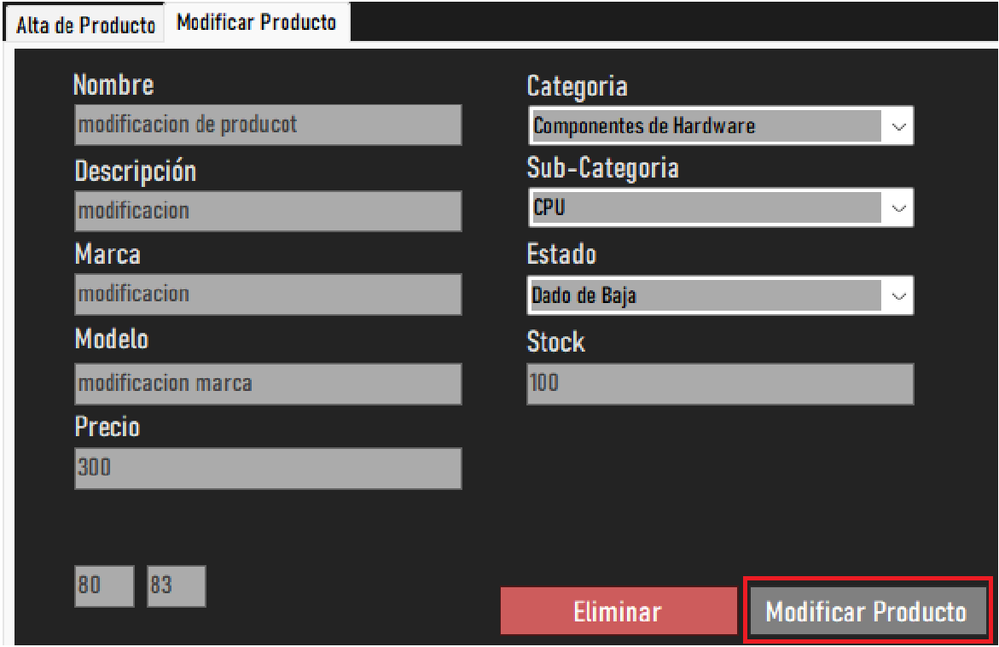 Alta de Producto
Modificar Producto
Nombre
modificacion de producot
Descripción
modificacion
Marca
modificacion
Modelo
modificacion marca
Precio
300
80
83
Categoria
Componentes de Hardware
Sub-Categoria
CPU
Estado
Dado de Baja
Stock
100
Eliminar
Modificar Producto